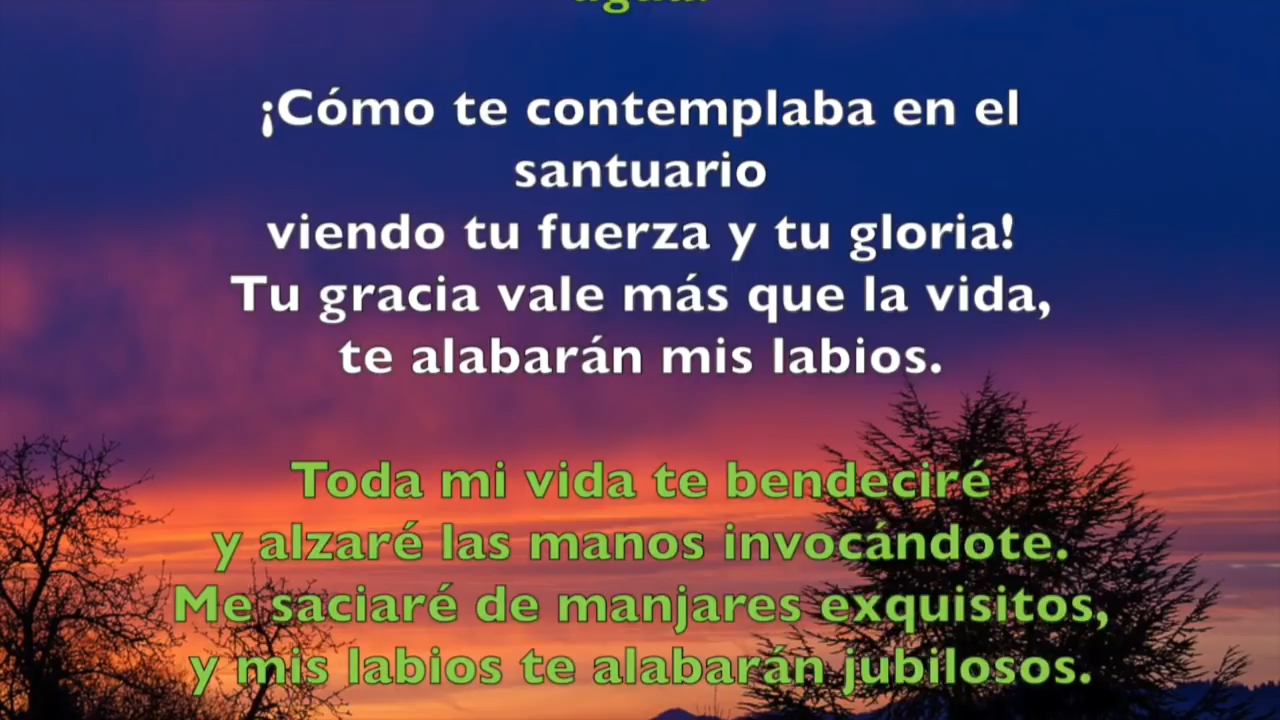 agua.
¡Cómo te contemplaba en el
santuario
viendo tu fuerza y tu gloria!
Tu gracia vale más que la vida,
te alabarán mis labios.
Toda mi vida te bendeciré
y alzaré las manos invocándote.
Me saciaré de manjares exquisitos,
y mis labios te alabarán jubilosos.